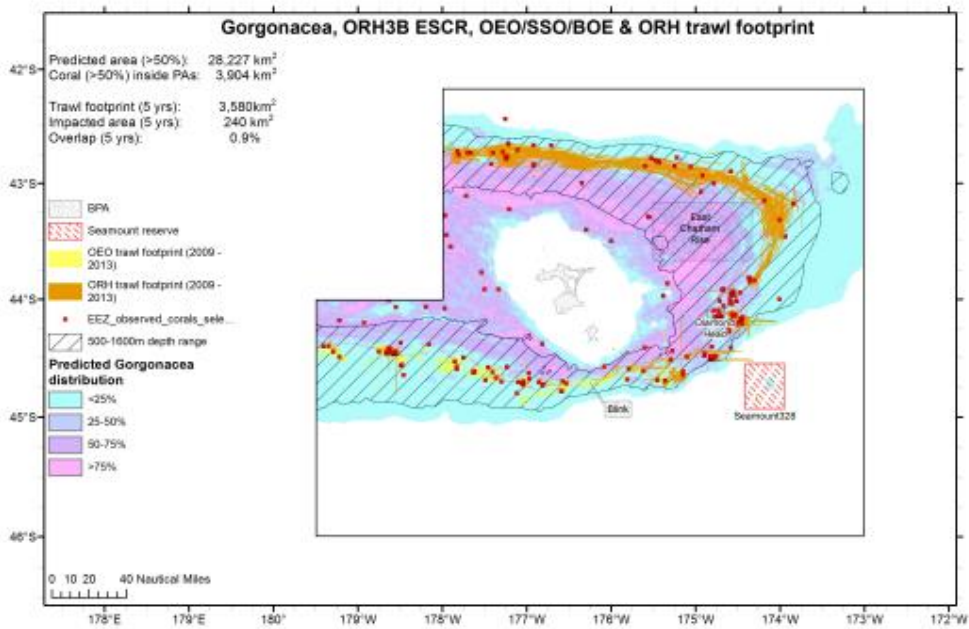 Gorgonacea, ORH3B ESCR, OEO/SSO/BOE & ORH trawl footprint
Predicted area (>50%): 28,227 km²
Coral (>50%) inside PAs: 3,904 km²
Trawl footprint (5 yrs): 3,580km²
Impacted area (5 yrs): 240 km²
Overlap (5 yrs): 0.9%
BPA
Seamount reserve
OEO trawl footprint (2009 -
2013)
ORH trawl footprint (2009 -
2013)
EEZ_observed_corals_sele...
500-1600m depth range
Predicted Gorgonacea
distribution
<25%
25-50%
50-75%
>75%
0 10 20 40 Nautical Miles
East
Chatham
Rise
Diamond
Head
Blink
Seamount328
42°S
43°S
44°S
45°S
46°S
178°E 179°E 180° 179°W 178°W 177°W 176°W 175°W 174°W 173°W 172°W